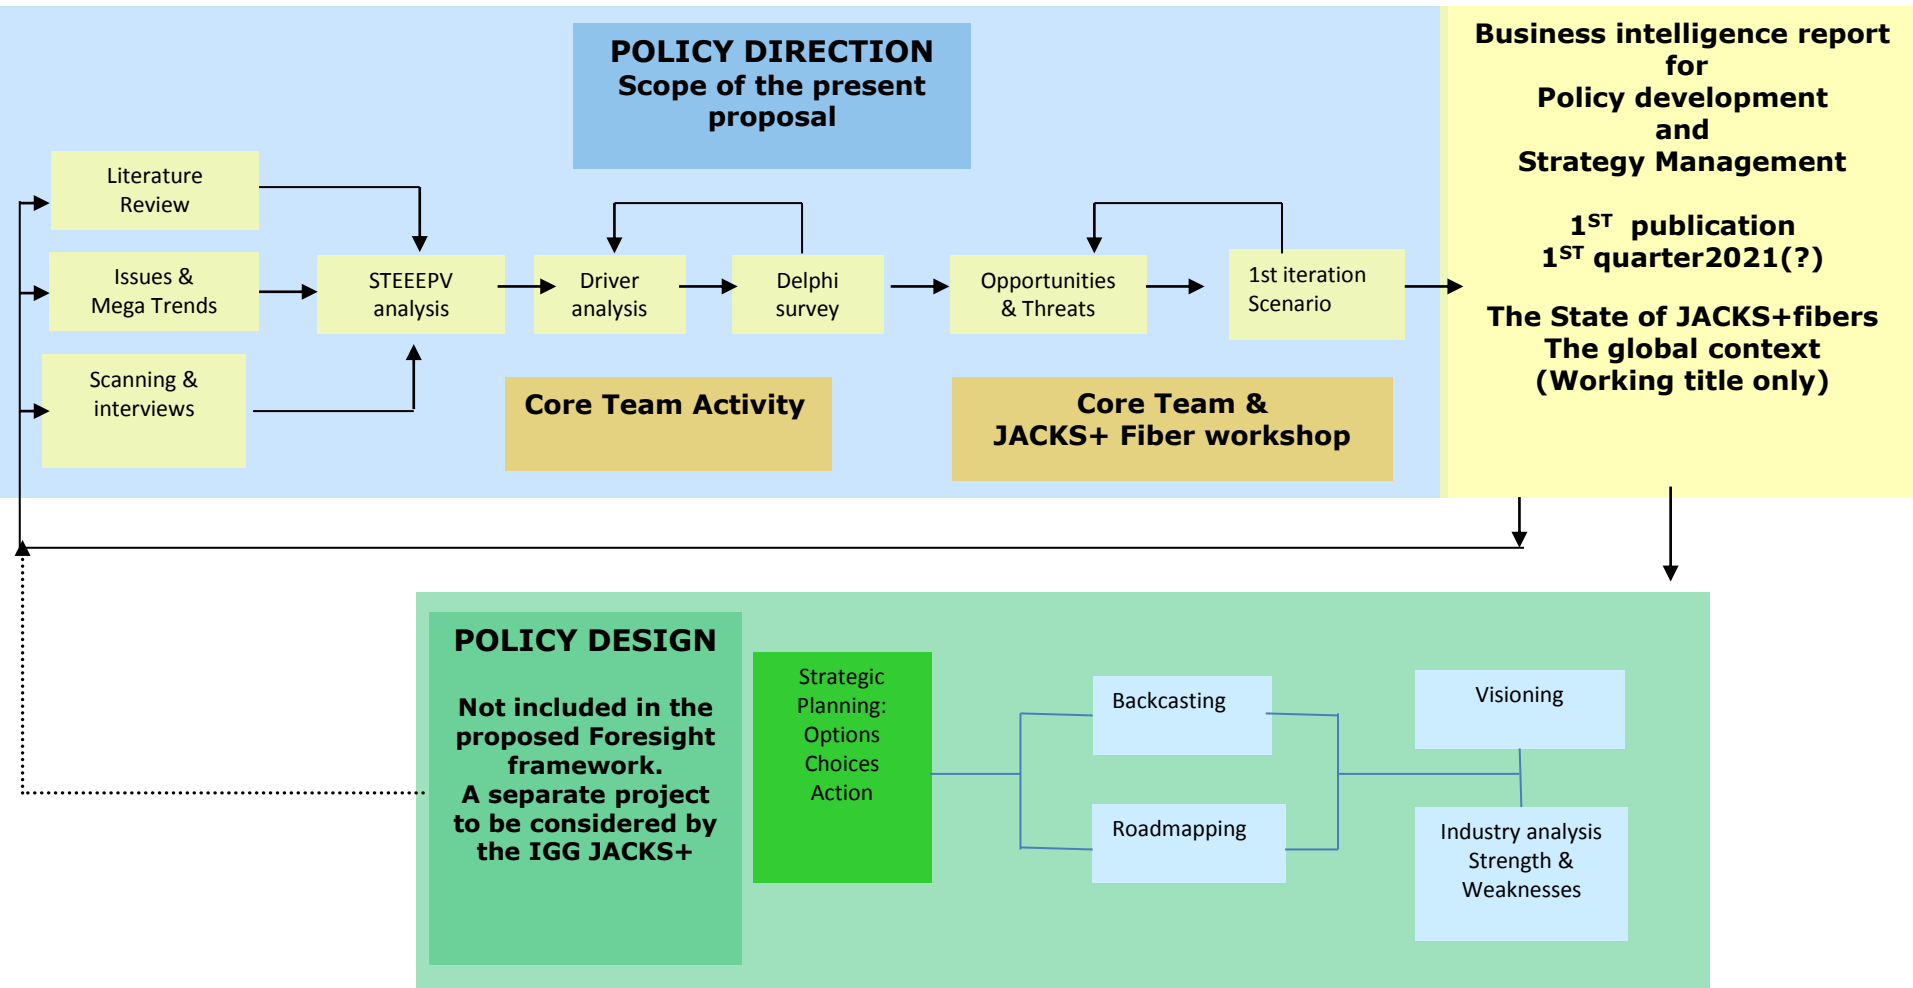 POLICY DIRECTION
Scope of the present
proposal
Business intelligence report
for
Policy development
and
Strategy Management
1ST publication
1ST quarter2021(?)
The State of JACKS+fibers
The global context
(Working title only)
Literature
Review
Issues &
Mega Trends
Scanning &
interviews
STEEEPV
analysis
Driver
analysis
Delphi
survey
Opportunities
& Threats
1st iteration
Scenario
Core Team Activity
Core Team &
JACKS+ Fiber workshop
POLICY DESIGN
Not included in the
proposed Foresight
framework.
A separate project
to be considered by
the IGG JACKS+
Strategic
Planning:
Options
Choices
Action
Backcasting
Roadmapping
Visioning
Industry analysis
Strength &
Weaknesses